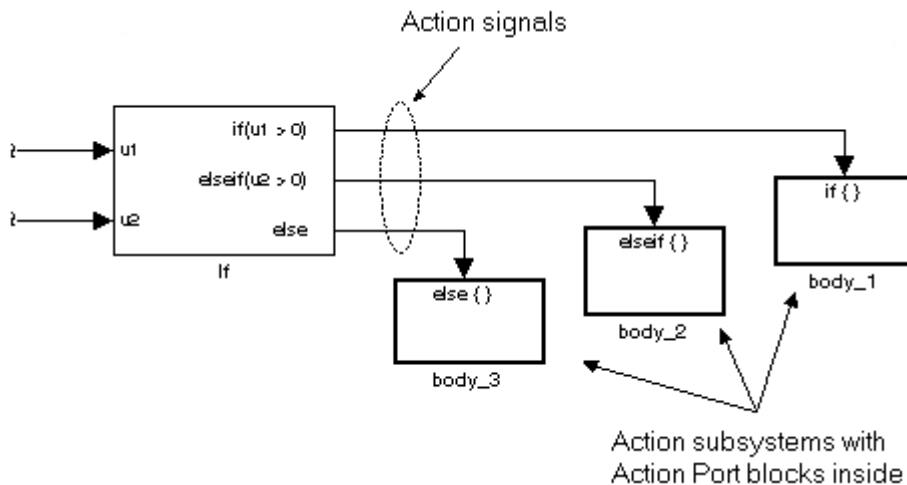 Action signals
if(u1 > 0)
u1
elseif(u2 > 0)
u2
else
If
if { }
body_1
elseif { }
body_2
else { }
body_3
Action subsystems with
Action Port blocks inside